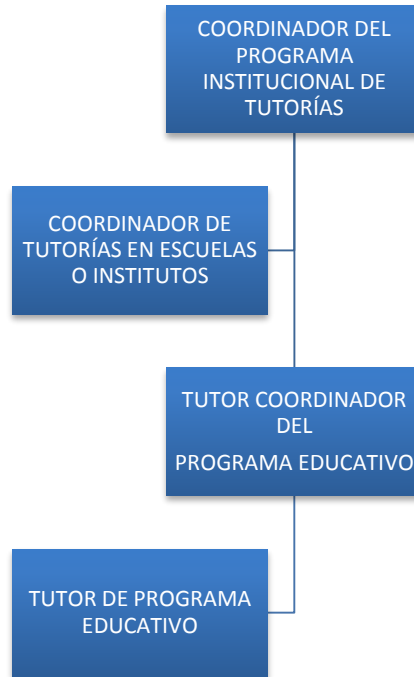 COORDINADOR DEL
PROGRAMA
INSTITUCIONAL DE
TUTORÍAS
COORDINADOR DE
TUTORÍAS EN ESCUELAS
O INSTITUTOS
TUTOR COORDINADOR
DEL
PROGRAMA EDUCATIVO
TUTOR DE PROGRAMA
EDUCATIVO